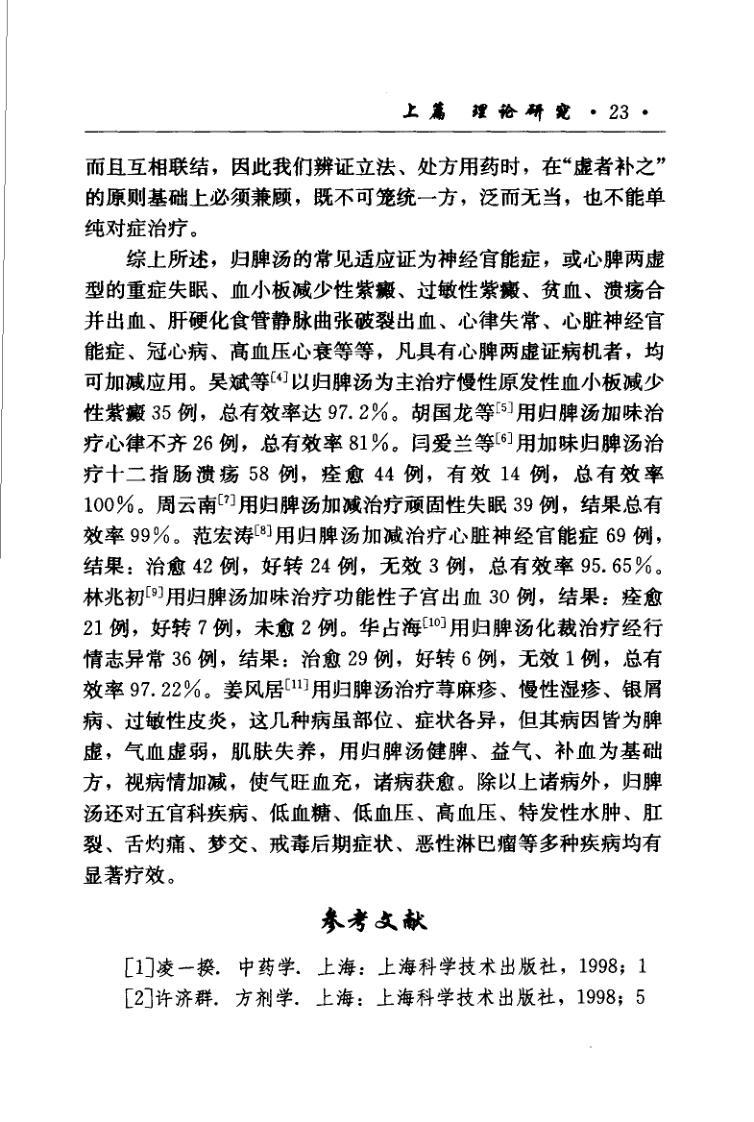 上篇 理论研究 · 23 ·
而且互相联结，因此我们辨证立法、处方用药时，在“虚者补之”
的原则基础上必须兼顾，既不可笼统一方，泛而无当，也不能单
纯对症治疗。
综上所述，归脾汤的常见适应证为神经官能症，或心脾两虚
型的重症失眠、血小板减少性紫癜、过敏性紫癜、贫血、溃疡合
并出血、肝硬化食管静脉曲张破裂出血、心律失常、心脏神经官
能症、冠心病、高血压心衰等等，凡具有心脾两虚证病机者，均
可加减应用。吴斌等[4]以归脾汤为主治疗慢性原发性血小板减少
性紫癜 35 例，总有效率达 97.2%。胡国龙等[5]用归脾汤加味治
疗心律不齐 26 例，总有效率 81%。闫爱兰等[6]用加味归脾汤治
疗十二指肠溃疡 58 例，痊愈 44 例，有效 14 例，总有效率
100%。周云南[7]用归脾汤加减治疗顽固性失眠 39 例，结果总有
效率 99%。范宏涛[8]用归脾汤加减治疗心脏神经官能症 69 例，
结果：治愈 42 例，好转 24 例，无效 3 例，总有效率 95.65%。
林兆初[9]用归脾汤加味治疗功能性子宫出血 30 例，结果：痊愈
21 例，好转 7 例，未愈 2 例。华占海[10]用归脾汤化裁治疗经行
情志异常 36 例，结果：治愈 29 例，好转 6 例，无效 1 例，总有
效率 97.22%。姜风居[11]用归脾汤治疗荨麻疹、慢性湿疹、银屑
病、过敏性皮炎，这几种病虽部位、症状各异，但其病因皆为脾
虚，气血虚弱，肌肤失养，用归脾汤健脾、益气、补血为基础
方，视病情加减，使气旺血充，诸病获愈。除以上诸病外，归脾
汤还对五官科疾病、低血糖、低血压、高血压、特发性水肿、肛
裂、舌灼痛、梦交、戒毒后期症状、恶性淋巴瘤等多种疾病均有
显著疗效。
参考文献
[1]凌一揆. 中药学. 上海：上海科学技术出版社，1998；1
[2]许济群. 方剂学. 上海：上海科学技术出版社，1998；5